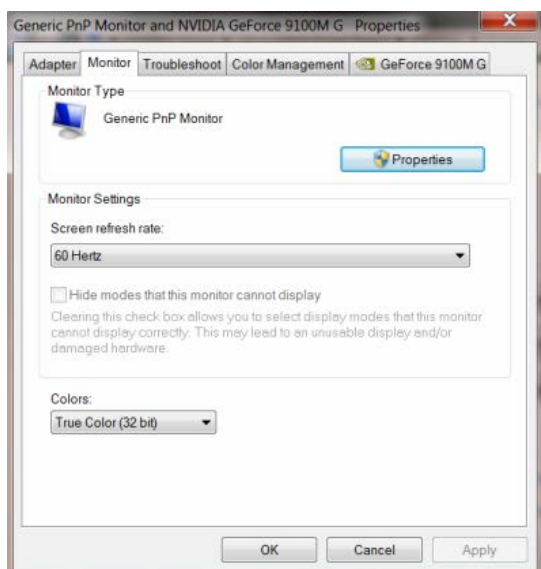 Generic PnP Monitor and NVIDIA GeForce 9100M G Properties
Adapter Monitor Troubleshoot Color Management GeForce 9100M G
Monitor Type
Generic PnP Monitor
Properties
Monitor Settings
Screen refresh rate:
60 Hertz
Hide modes that this monitor cannot display
Clearing this check box allows you to select display modes that this monitor
cannot display correctly. This may lead to an unusable display and/or
damaged hardware.
Colors:
True Color (32 bit)
OK Cancel Apply